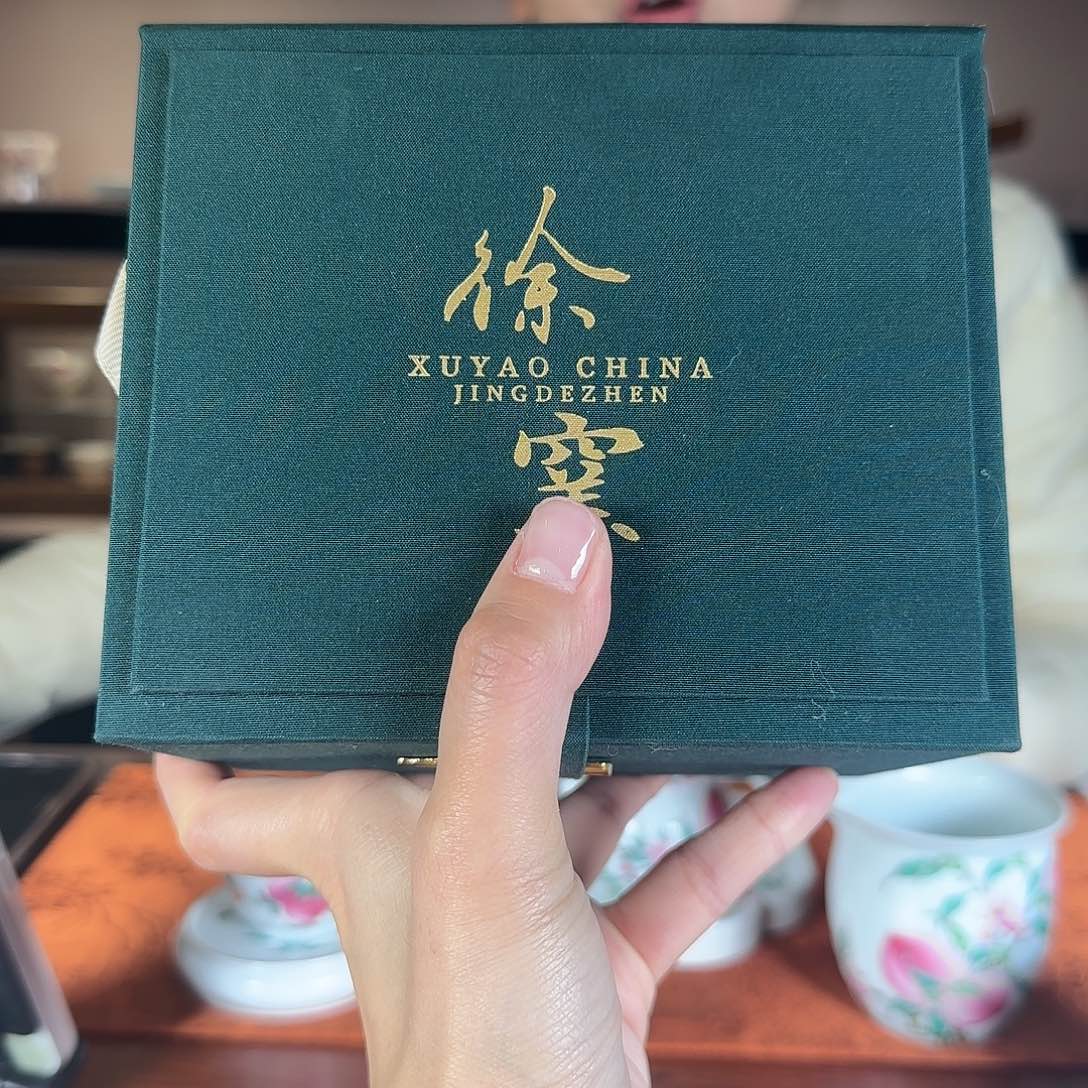 徐
XUYAO CHINA
JINGDEZHEN
窯